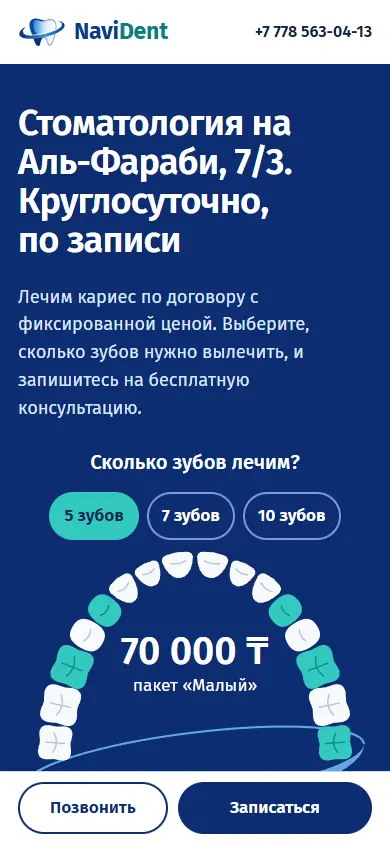 NaviDent
+7 778 563-04-13
Стоматология на
Аль-Фараби, 7/3.
Круглосуточно,
по записи
Лечим кариес по договору с
фиксированной ценой. Выберите,
сколько зубов нужно вылечить, и
запишитесь на бесплатную
консультацию.
Сколько зубов лечим?
5 зубов
7 зубов
10 зубов
70 000 ₸
пакет «Малый»
Позвонить
Записаться